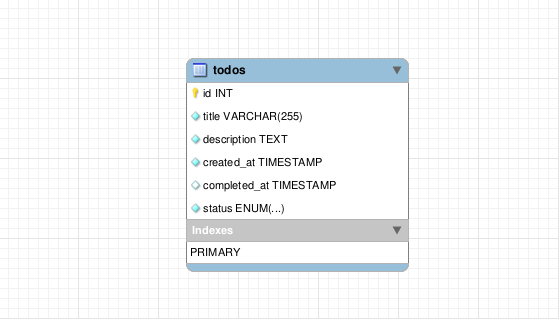 todos
id INT
title VARCHAR(255)
description TEXT
created_at TIMESTAMP
completed_at TIMESTAMP
status ENUM(...)
Indexes
PRIMARY